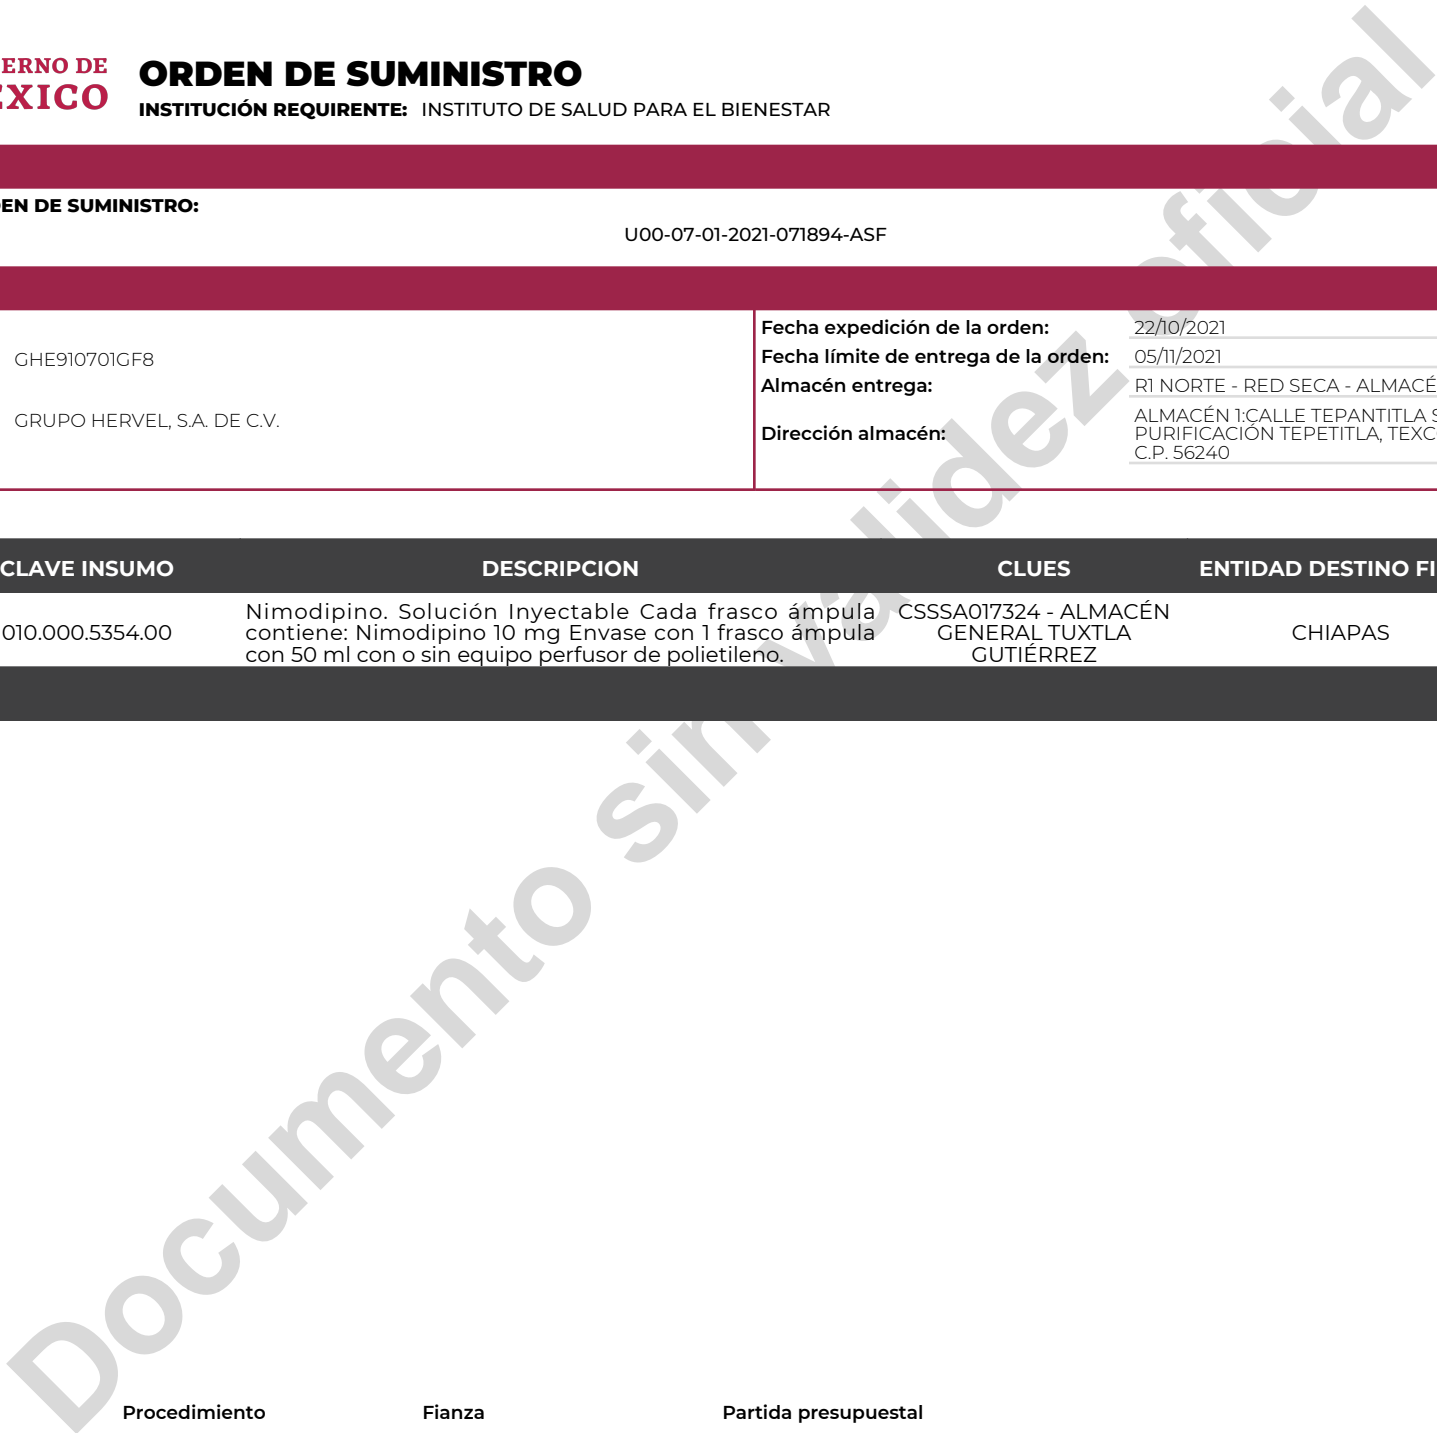 ERNO DE
ÉXICO
ORDEN DE SUMINISTRO
INSTITUCIÓN REQUIRENTE: INSTITUTO DE SALUD PARA EL BIENESTAR
EN DE SUMINISTRO:
U00-07-01-2021-071894-ASF
GHE910701GF8
GRUPO HERVEL, S.A. DE C.V.
Fecha expedición de la orden: 22/10/2021
Fecha límite de entrega de la orden: 05/11/2021
Almacén entrega: R1 NORTE - RED SECA - ALMACÉ
Dirección almacén: ALMACÉN 1:CALLE TEPANTITLA S
PURIFICACIÓN TEPETITLA, TEXC
C.P. 56240
CLAVE INSUMO DESCRIPCION CLUES ENTIDAD DESTINO FI
010.000.5354.00
Nimodipino. Solución Inyectable Cada frasco ámpula
contiene: Nimodipino 10 mg Envase con 1 frasco ámpula
con 50 ml con o sin equipo perfusor de polietileno.
CSSSA017324 - ALMACÉN
GENERAL TUXTLA
GUTIÉRREZ
CHIAPAS
Documento sin validez oficial
Procedimiento Fianza Partida presupuestal